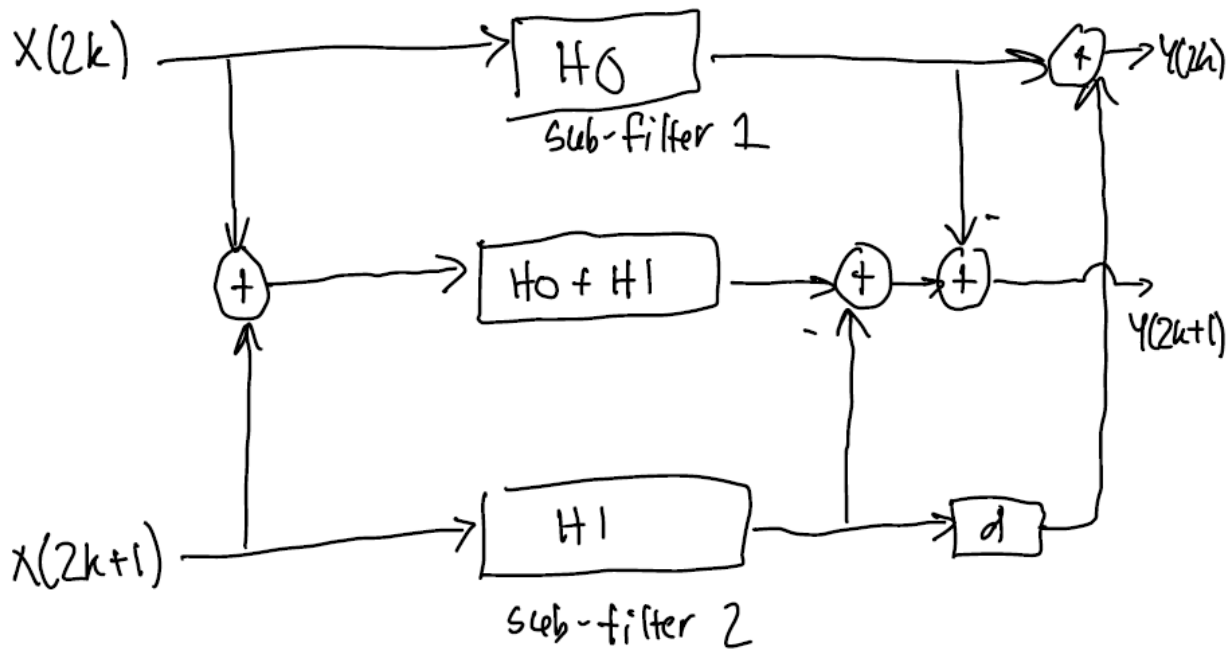 X(2k)
H0
+
Y(2k)
sub-filter 1
-
+
H0 + H1
+
+
-
Y(2k+1)
X(2k+1)
H1
d
sub-filter 2